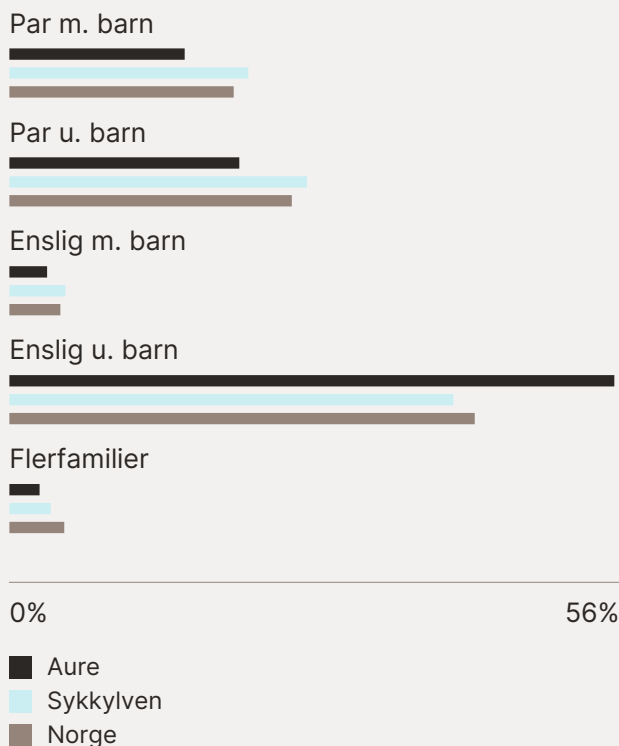 Par m. barn
Par u. barn
Enslig m. barn
Enslig u. barn
Flerfamilier
0% 56%
Aure
Sykkylven
Norge